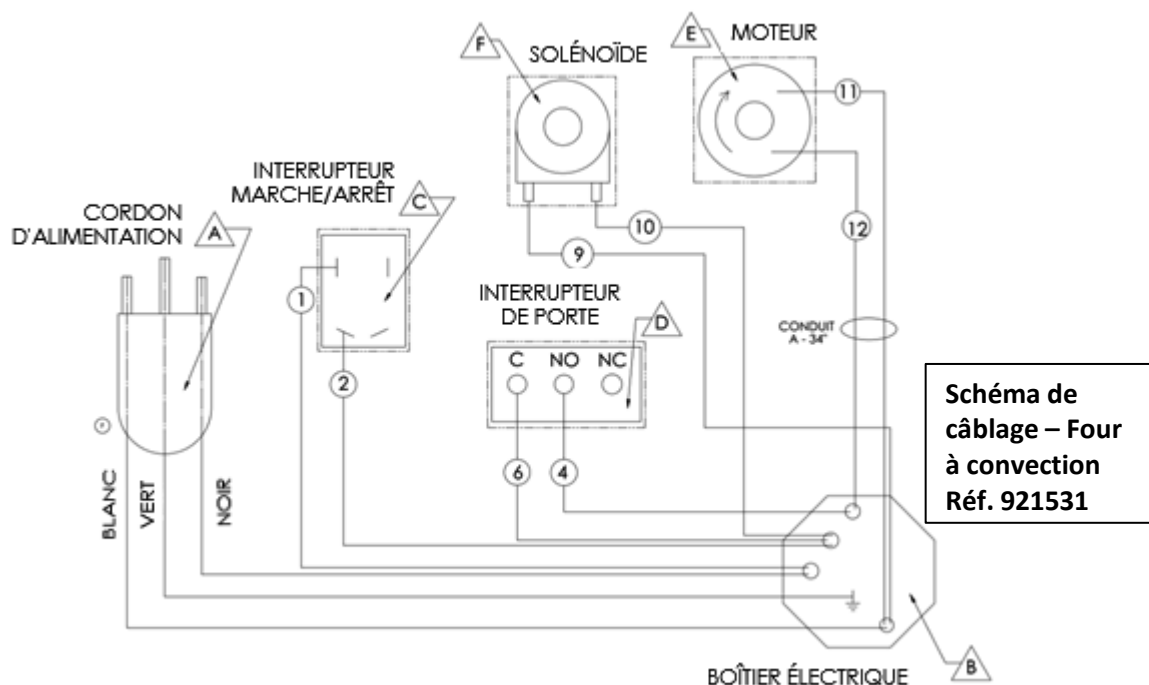 F
SOLÉNOÏDE
E
MOTEUR
11
INTERRUPTEUR
MARCHE/ARRÊT
C
CORDON
D'ALIMENTATION
A
10
12
9
1
INTERRUPTEUR
DE PORTE
D
CONDUIT
A - 34"
C NO NC
2
6
4
Schéma de
câblage – Four
à convection
Réf. 921531
BLANC
VERT
NOIR
BOÎTIER ÉLECTRIQUE
B